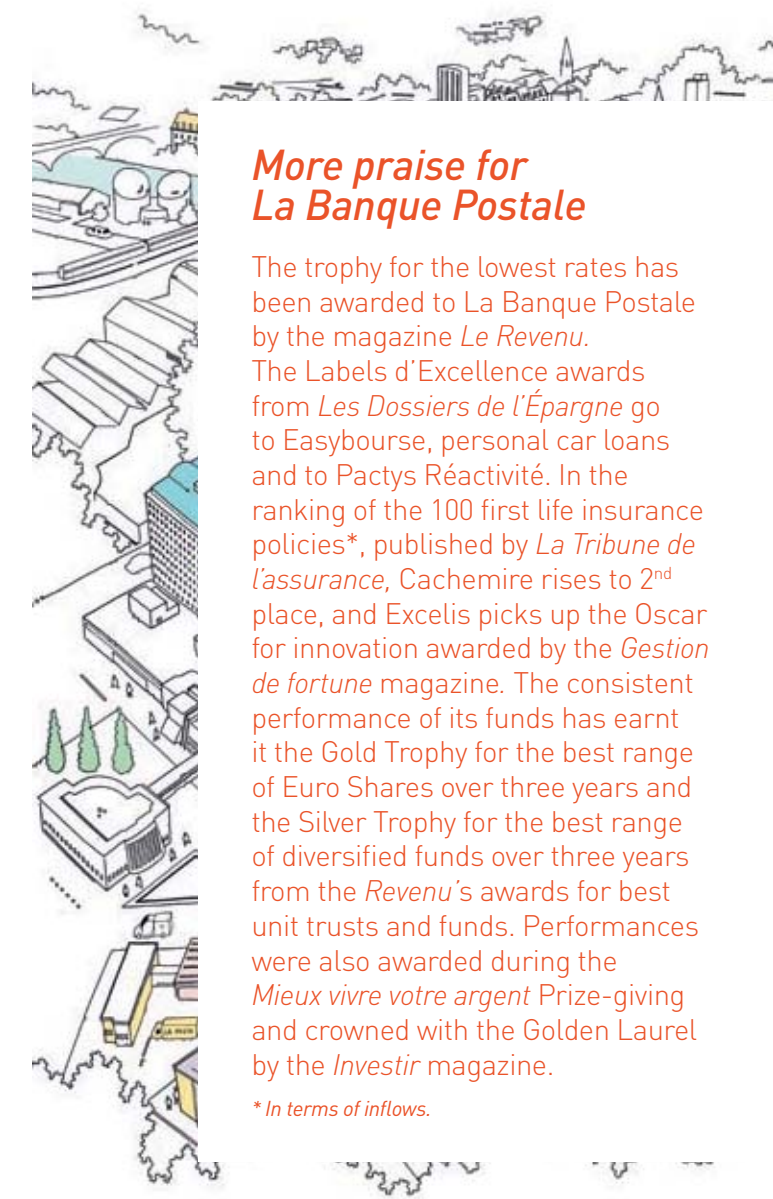 More praise for
La Banque Postale
The trophy for the lowest rates has
been awarded to La Banque Postale
by the magazine Le Revenu.
The Labels d’Excellence awards
from Les Dossiers de l’Épargne go
to Easybourse, personal car loans
and to Pactys Réactivité. In the
ranking of the 100 first life insurance
policies*, published by La Tribune de
l’assurance, Cachemire rises to 2nd
place, and Excelis picks up the Oscar
for innovation awarded by the Gestion
de fortune magazine. The consistent
performance of its funds has earnt
it the Gold Trophy for the best range
of Euro Shares over three years and
the Silver Trophy for the best range
of diversified funds over three years
from the Revenu’s awards for best
unit trusts and funds. Performances
were also awarded during the
Mieux vivre votre argent Prize-giving
and crowned with the Golden Laurel
by the Investir magazine.
* In terms of inflows.